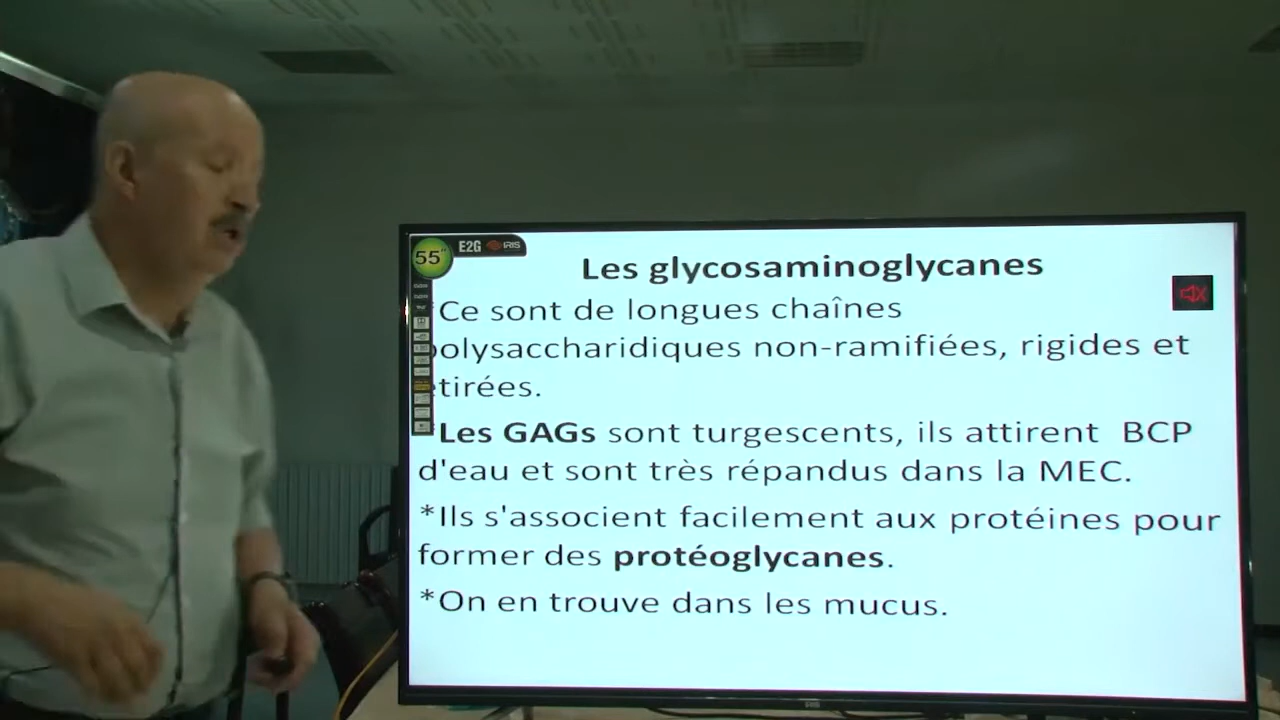 55"
E2G IRIS
Les glycosaminoglycanes
Ce sont de longues chaînes
polysaccharidiques non-ramifiées, rigides et
étirées.
Les GAGs sont turgescents, ils attirent BCP
d'eau et sont très répandus dans la MEC.
*Ils s'associent facilement aux protéines pour
former des protéoglycanes.
*On en trouve dans les mucus.